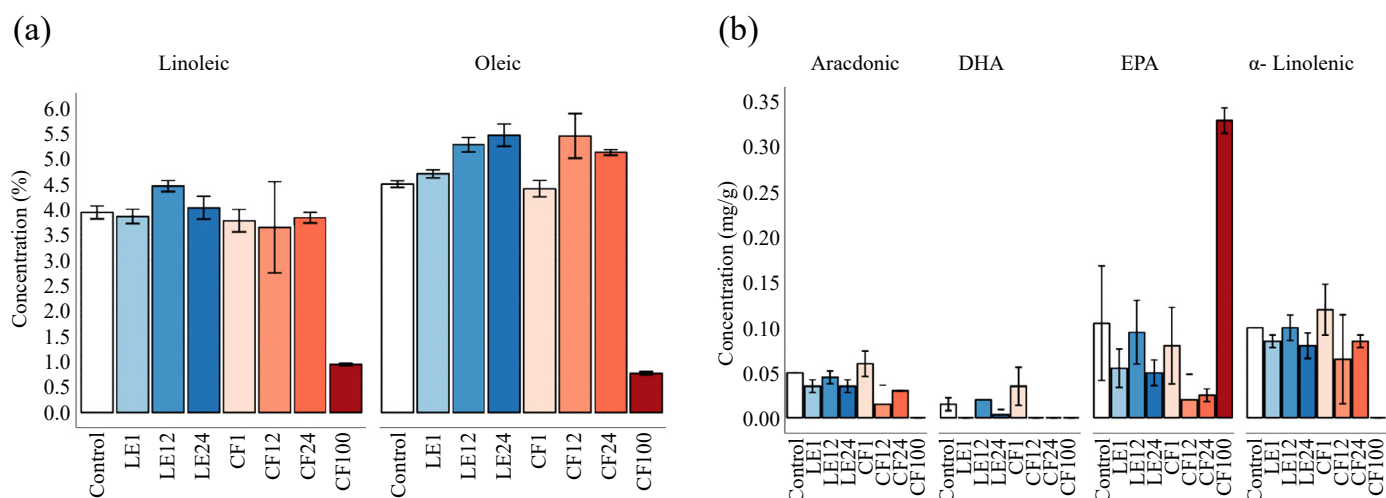 (a)
Linoleic
Oleic
Concentration (%)
6.0
5.5
5.0
4.5
4.0
3.5
3.0
2.5
2.0
1.5
1.0
0.5
0.0
Control
LE1
LE12
LE24
CF1
CF12
CF24
CF100
Control
LE1
LE12
LE24
CF1
CF12
CF24
CF100
(b)
Aracdonic
DHA
EPA
α- Linolenic
Concentration (mg/g)
0.35
0.30
0.25
0.20
0.15
0.10
0.05
0.00
Control
LE1
LE12
LE24
CF1
CF12
CF24
CF100
Control
LE1
LE12
LE24
CF1
CF12
CF24
CF100
Control
LE1
LE12
LE24
CF1
CF12
CF24
CF100
Control
LE1
LE12
LE24
CF1
CF12
CF24
CF100